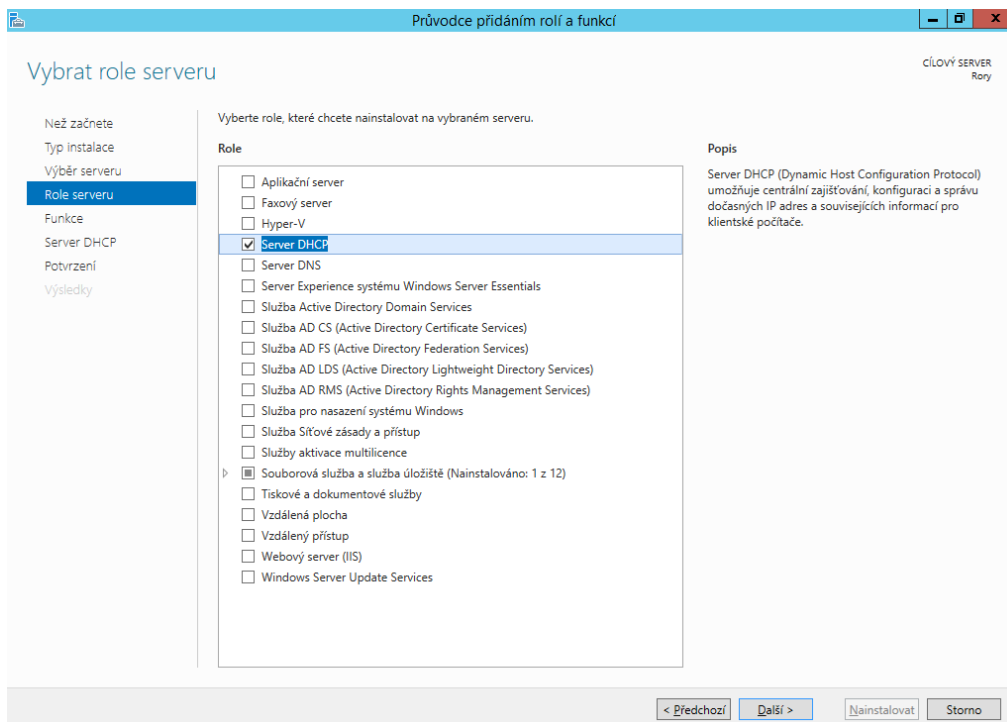 Průvodce přidáním rolí a funkcí
Vybrat role serveru
CÍLOVÝ SERVER
Rory
Než začnete
Typ instalace
Výběr serveru
Role serveru
Funkce
Server DHCP
Potvrzení
Výsledky
Vyberte role, které chcete nainstalovat na vybraném serveru.
Role
Aplikační server
Faxový server
Hyper-V
Server DHCP
Server DNS
Server Experience systému Windows Server Essentials
Služba Active Directory Domain Services
Služba AD CS (Active Directory Certificate Services)
Služba AD FS (Active Directory Federation Services)
Služba AD LDS (Active Directory Lightweight Directory Services)
Služba AD RMS (Active Directory Rights Management Services)
Služba pro nasazení systému Windows
Služba Síťové zásady a přístup
Služby aktivace multilicence
Souborová služba a služba úložiště (Nainstalováno: 1 z 12)
Tiskové a dokumentové služby
Vzdálená plocha
Vzdálený přístup
Webový server (IIS)
Windows Server Update Services
Popis
Server DHCP (Dynamic Host Configuration Protocol)
umožňuje centrální zajišťování, konfiguraci a správu
dočasných IP adres a souvisejících informací pro
klientské počítače.
< Předchozí
Další >
Nainstalovat
Storno